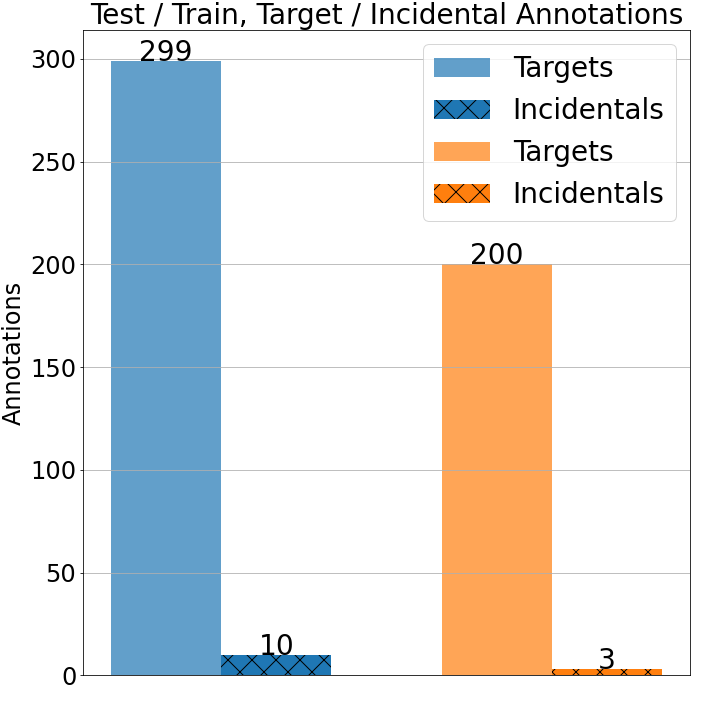 Test / Train, Target / Incidental Annotations
299
300
Targets
Incidentals
Targets
Incidentals
250
200
200
Annotations
150
100
50
10
3
0